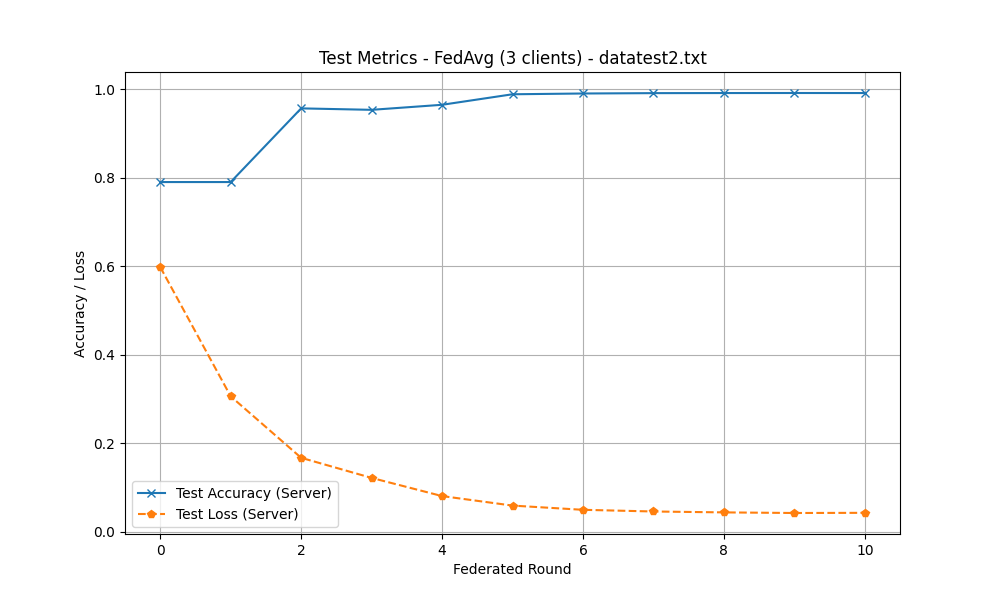 Test Metrics - FedAvg (3 clients) - datatest2.txt
1.0
0.8
0.6
0.4
0.2
0.0
Accuracy / Loss
Test Accuracy (Server)
Test Loss (Server)
0 2 4 6 8 10
Federated Round